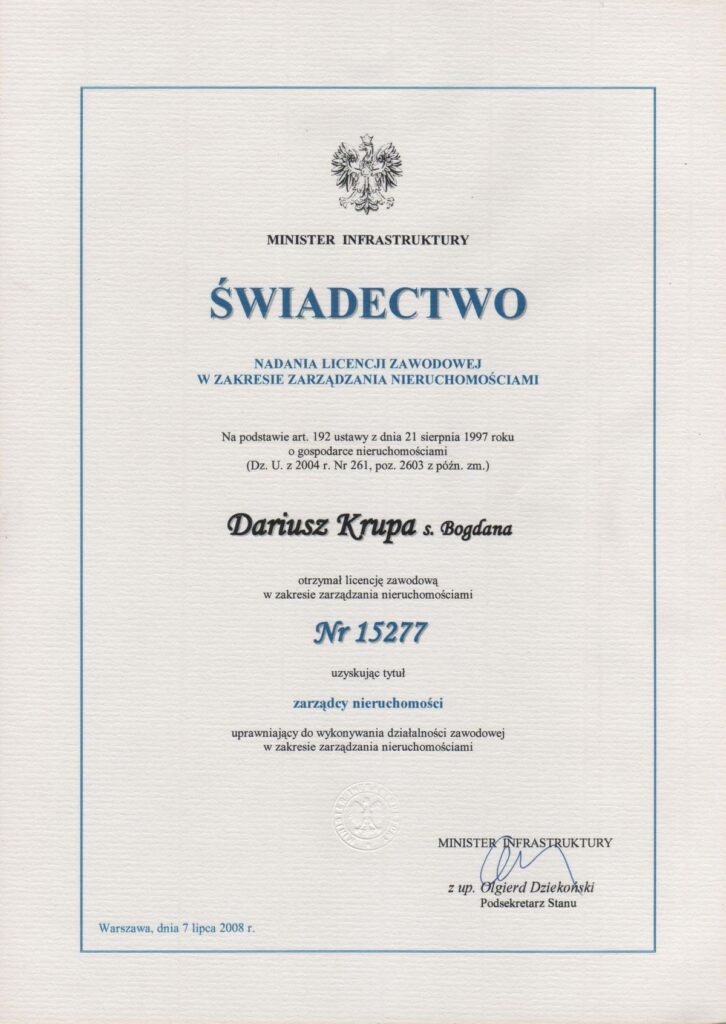 MINISTER INFRASTRUKTURY
ŚWIADECTWO
NADANIA LICENCJI ZAWODOWEJ
W ZAKRESIE ZARZĄDZANIA NIERUCHOMOŚCIAMI
Na podstawie art. 192 ustawy z dnia 21 sierpnia 1997 roku
o gospodarce nieruchomościami
(Dz. U. z 2004 r. Nr 261, poz. 2603 z późn. zm.)
Dariusz Krupa s. Bogdana
otrzymał licencję zawodową
w zakresie zarządzania nieruchomościami
Nr 15277
uzyskując tytuł
zarządcy nieruchomości
uprawniający do wykonywania działalności zawodowej
w zakresie zarządzania nieruchomościami
MINISTER INFRASTRUKTURY
z up. Olgierd Dziekoński
Podsekretarz Stanu
Warszawa, dnia 7 lipca 2008 r.